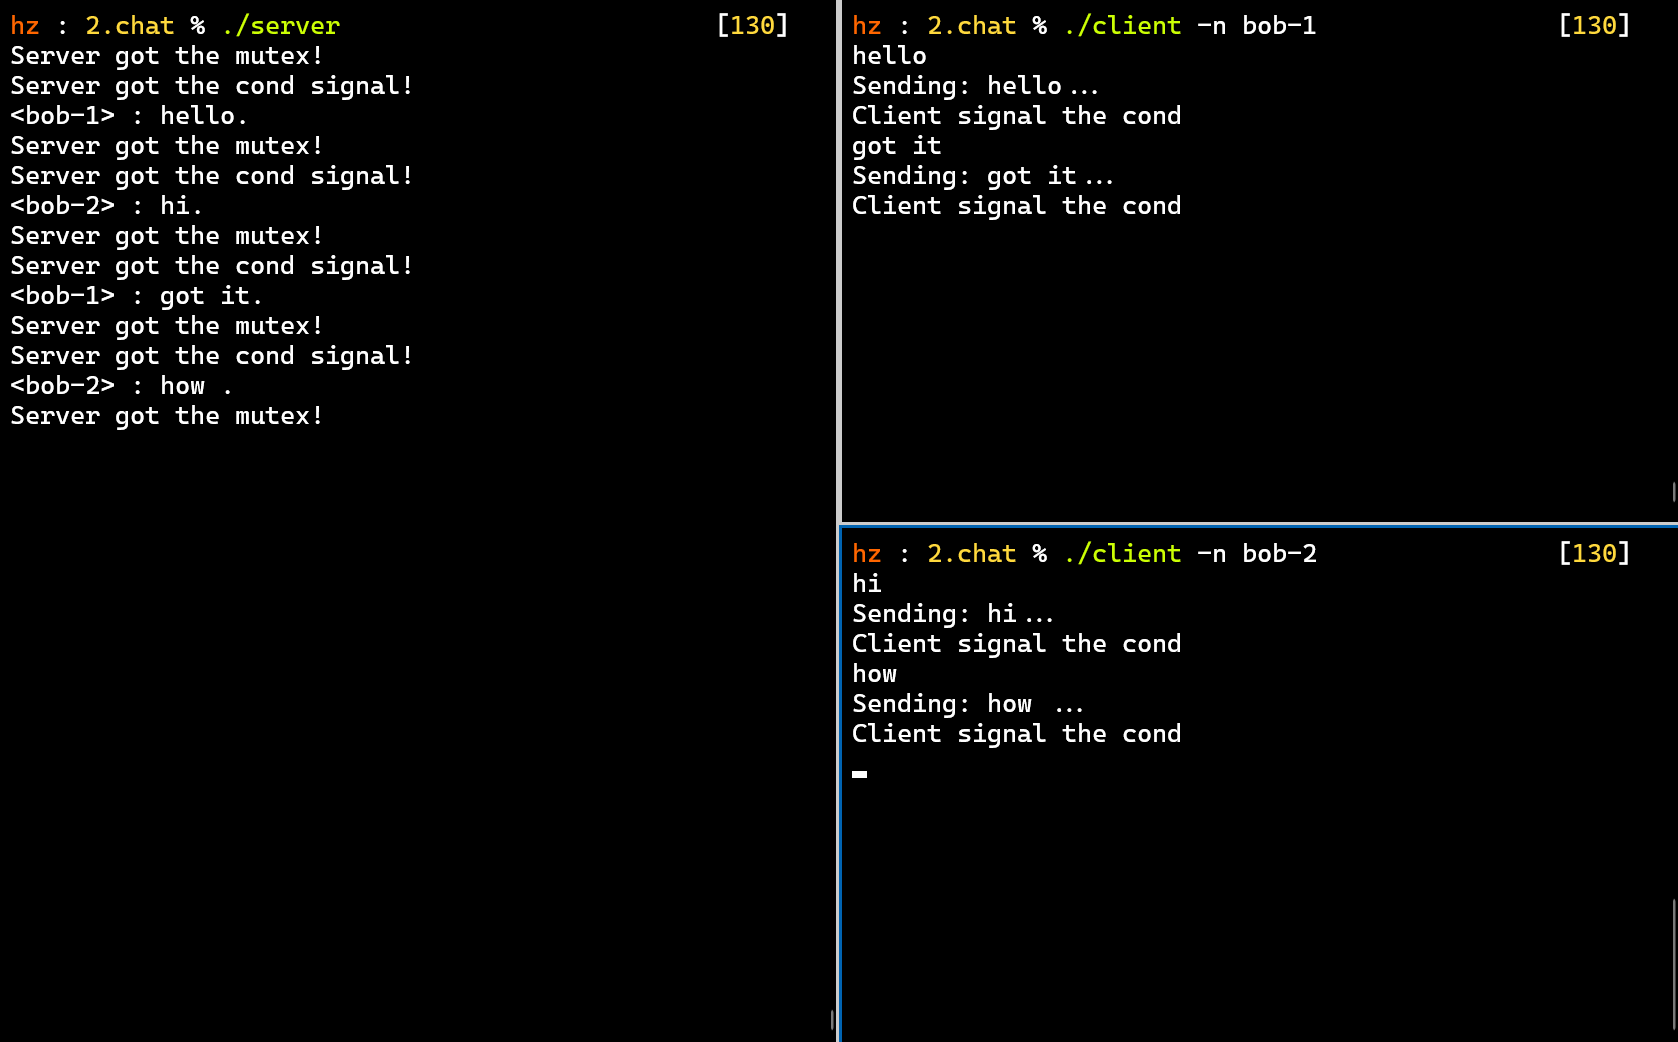 hz : 2.chat % ./server [130]
Server got the mutex!
Server got the cond signal!
<bob-1> : hello.
Server got the mutex!
Server got the cond signal!
<bob-2> : hi.
Server got the mutex!
Server got the cond signal!
<bob-1> : got it.
Server got the mutex!
Server got the cond signal!
<bob-2> : how .
Server got the mutex!
hz : 2.chat % ./client -n bob-1 [130]
hello
Sending: hello...
Client signal the cond
got it
Sending: got it...
Client signal the cond
hz : 2.chat % ./client -n bob-2 [130]
hi
Sending: hi...
Client signal the cond
how
Sending: how ...
Client signal the cond